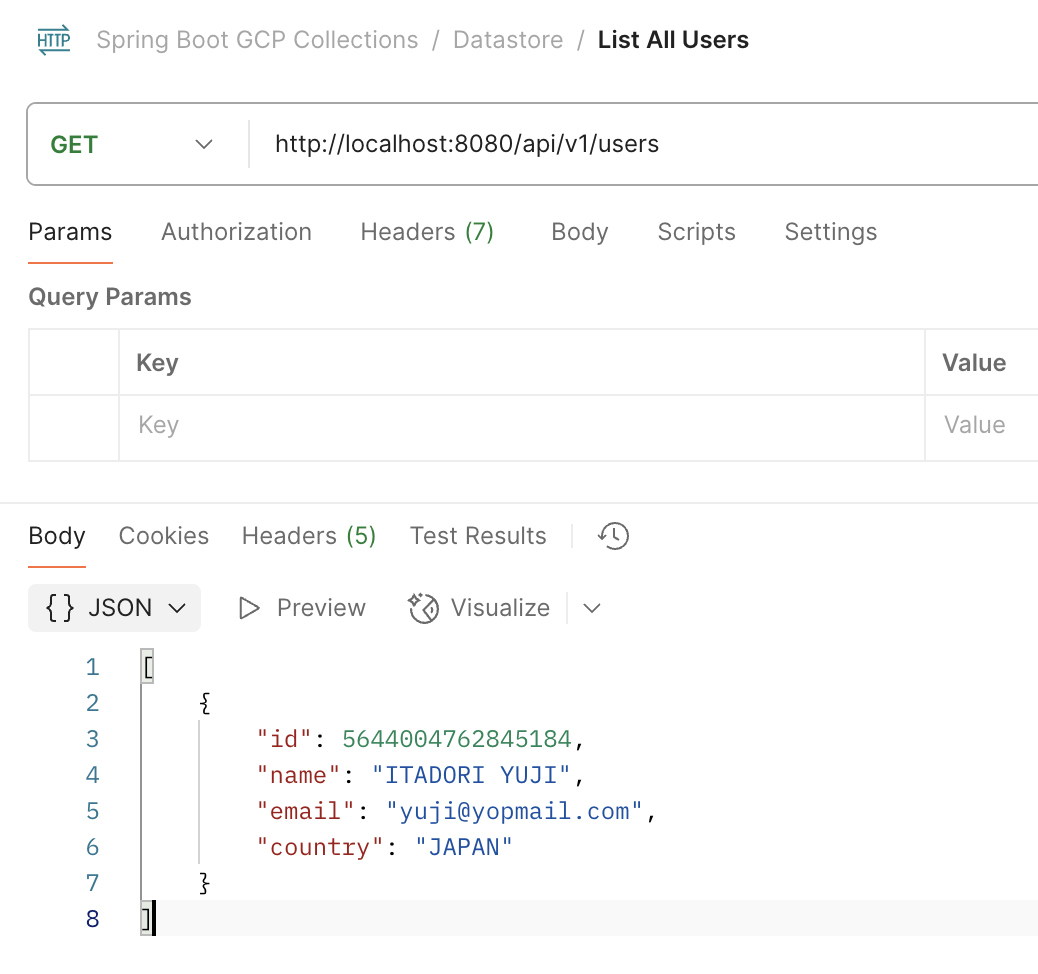 HTTP Spring Boot GCP Collections / Datastore / List All Users
GET http://localhost:8080/api/v1/users
Params Authorization Headers (7) Body Scripts Settings
Query Params
Key Value
Key Value
Body Cookies Headers (5) Test Results
{} JSON Preview Visualize
1 [
2 {
3 "id": 5644004762845184,
4 "name": "ITADORI YUJI",
5 "email": "yuji@yopmail.com",
6 "country": "JAPAN"
7 }
8 ]